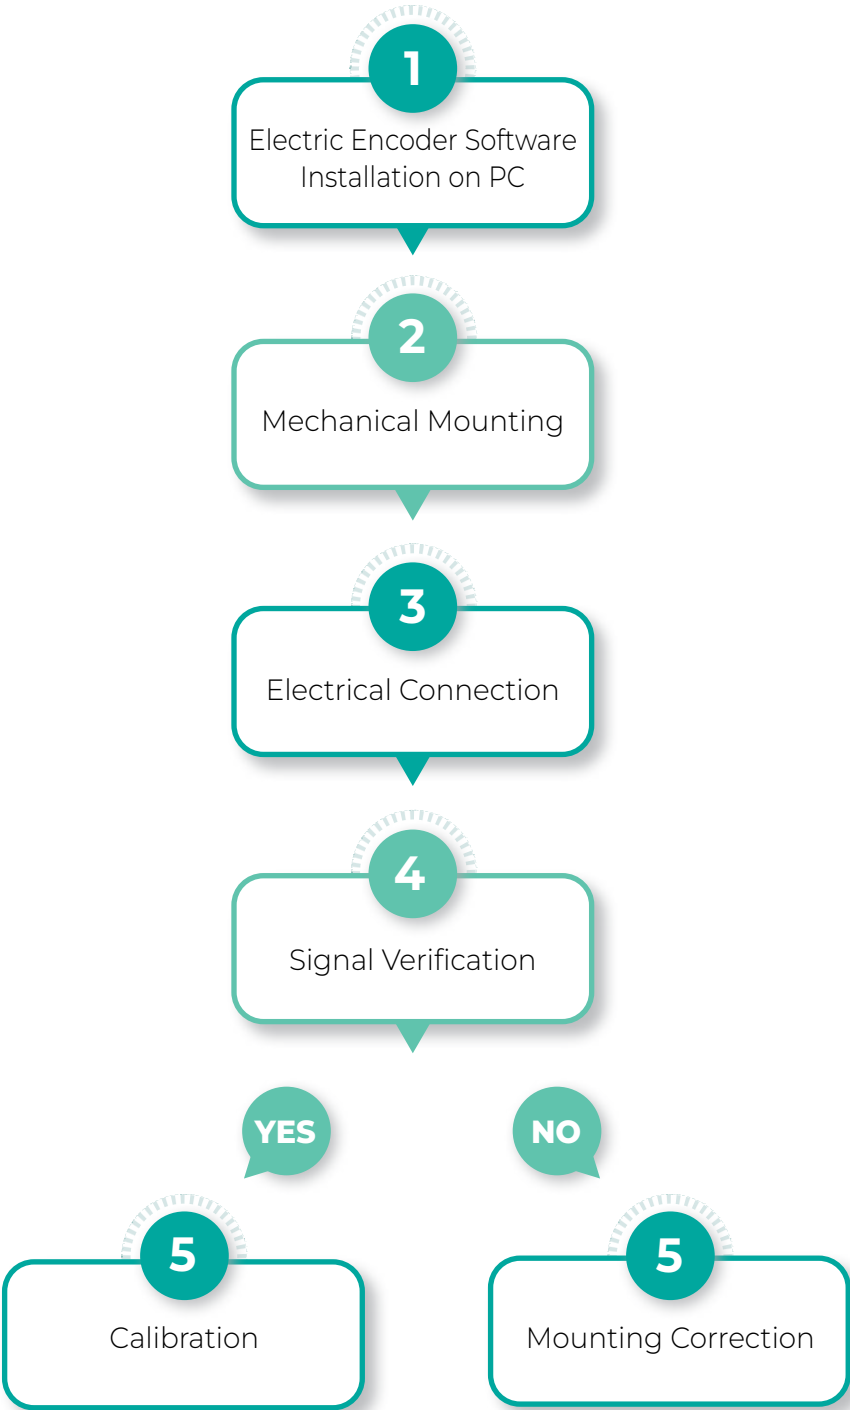 1
Electric Encoder Software
Installation on PC
2
Mechanical Mounting
3
Electrical Connection
4
Signal Verification
YES
NO
5
Calibration
5
Mounting Correction